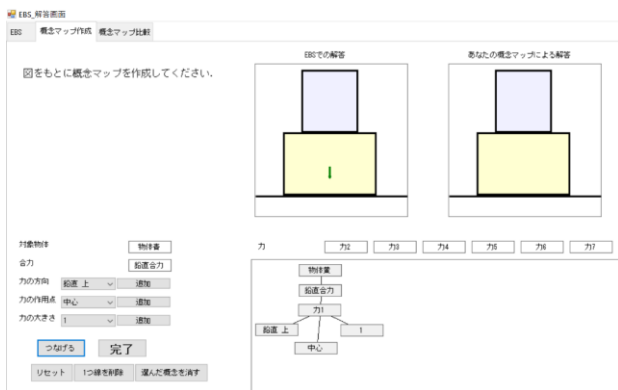 EBS_解答画面
EBS 概念マップ作成 概念マップ比較
EBSでの解答 あなたの概念マップによる解答
図をもとに概念マップを作成してください.
対象物体 物体黄
合力 鉛直合力
力の方向 鉛直 上 追加
力の作用点 中心 追加
力の大きさ 1 追加
つなげる 完了
リセット 1つ線を削除 選んだ概念を消す
力 力2 力3 力4 力5 力6 力7
物体黄
鉛直合力
力1
鉛直 上 1
中心